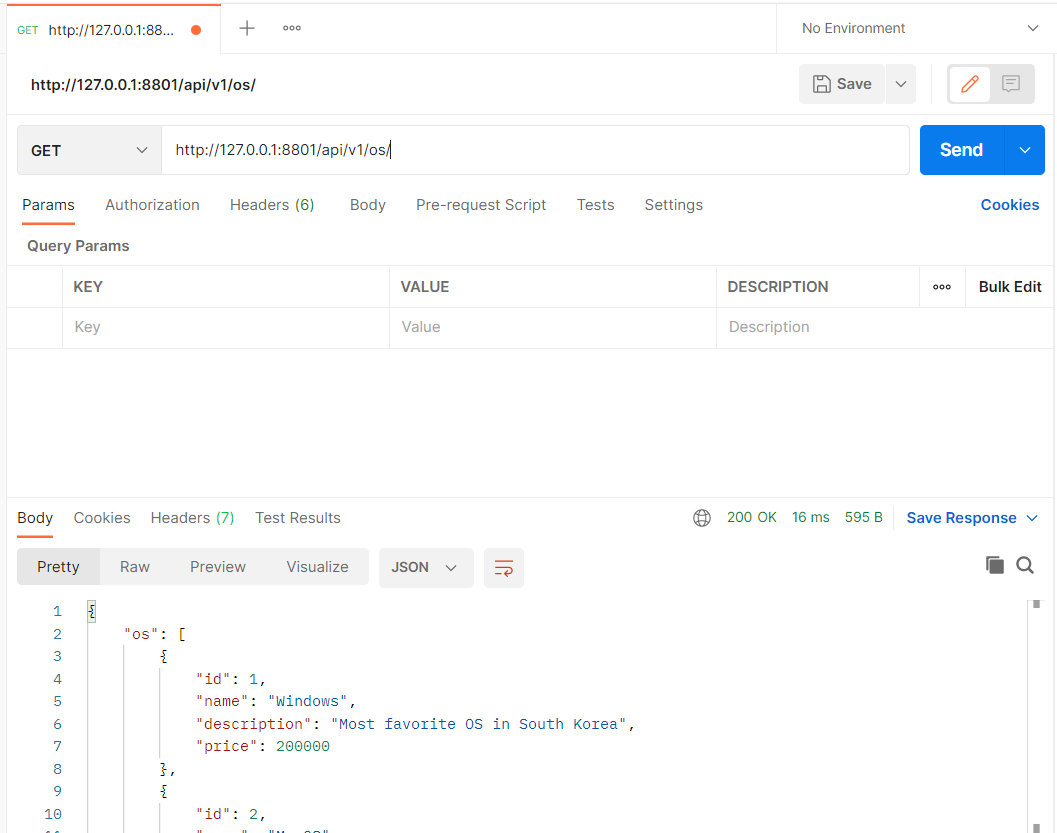 GET http://127.0.0.1:88... No Environment
http://127.0.0.1:8801/api/v1/os/ Save
GET http://127.0.0.1:8801/api/v1/os/ Send
Params Authorization Headers (6) Body Pre-request Script Tests Settings Cookies
Query Params
KEY VALUE DESCRIPTION Bulk Edit
Key Value Description
Body Cookies Headers (7) Test Results 200 OK 16 ms 595 B Save Response
Pretty Raw Preview Visualize JSON
1 {
2 "os": [
3 {
4 "id": 1,
5 "name": "Windows",
6 "description": "Most favorite OS in South Korea",
7 "price": 200000
8 },
9 {
10 "id": 2,